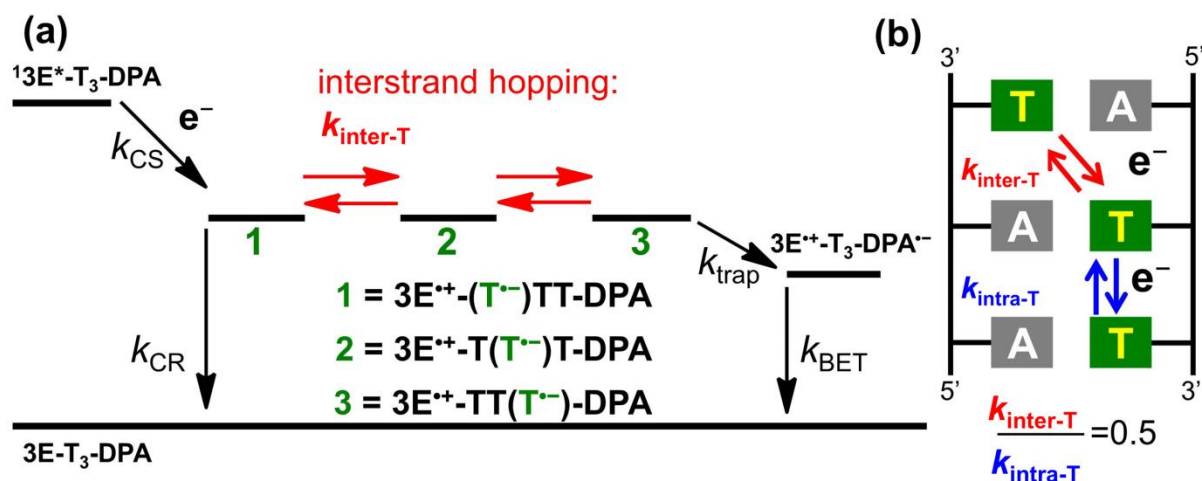 (a)
¹3E*-T₃-DPA
e⁻
k_CS
interstrand hopping:
k_inter-T
1
2
3
k_trap
3E•⁺-T₃-DPA•⁻
1 = 3E•⁺-(T•⁻)TT-DPA
2 = 3E•⁺-T(T•⁻)T-DPA
3 = 3E•⁺-TT(T•⁻)-DPA
k_CR
k_BET
3E-T₃-DPA
(b)
3’
5’
T
A
k_inter-T
e⁻
A
T
k_intra-T
e⁻
A
T
5’
3’
k_inter-T
k_intra-T
=0.5